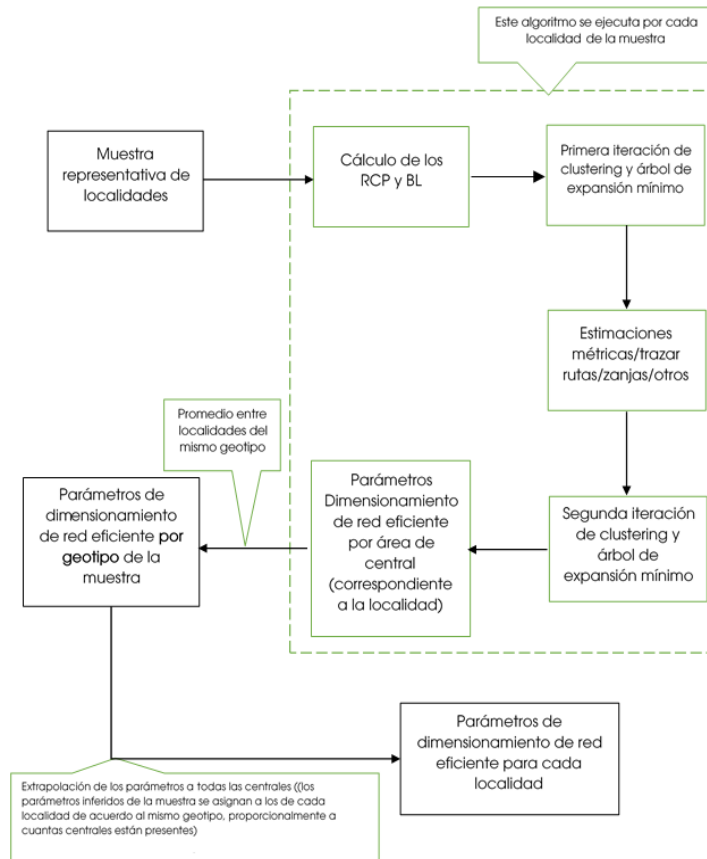 Este algoritmo se ejecuta por cada
localidad de la muestra
Muestra
representativa de
localidades
Cálculo de los
RCP y BL
Primera iteración de
clustering y árbol de
expansión mínimo
Estimaciones
métricas/trazar
rutas/zanjas/otros
Promedio entre
localidades del
mismo geotipo
Parámetros de
dimensionamiento
de red eficiente por
geotipo de la
muestra
Parámetros
Dimensionamiento
de red eficiente
por área de
central
(correspondiente
a la localidad)
Segunda iteración
de clustering y
árbol de
expansión mínimo
Parámetros de
dimensionamiento de red
eficiente para cada
localidad
Extrapolación de los parámetros a todas las centrales ((los
parámetros inferidos de la muestra se asignan a los de cada
localidad de acuerdo al mismo geotipo, proporcionalmente a
cuantas centrales están presentes)